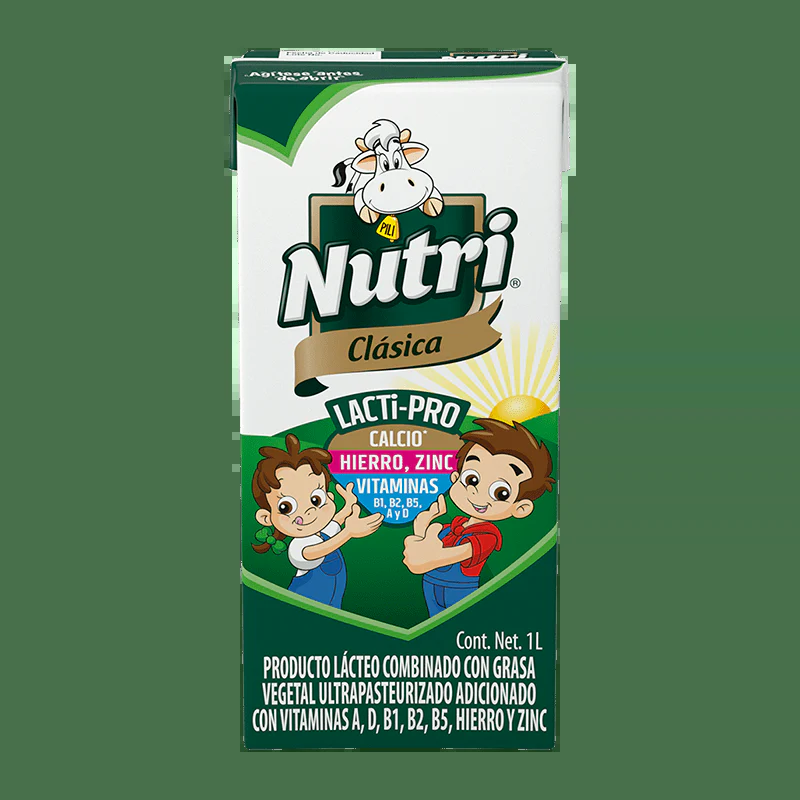 Agítese antes
de abrir
PILI
Nutri®
Clásica
LACTi-PRO
CALCIO*
HIERRO, ZINC
VITAMINAS
B1, B2, B5,
A y D
Cont. Net. 1L
PRODUCTO LÁCTEO COMBINADO CON GRASA
VEGETAL ULTRAPASTEURIZADO ADICIONADO
CON VITAMINAS A, D, B1, B2, B5, HIERRO Y ZINC